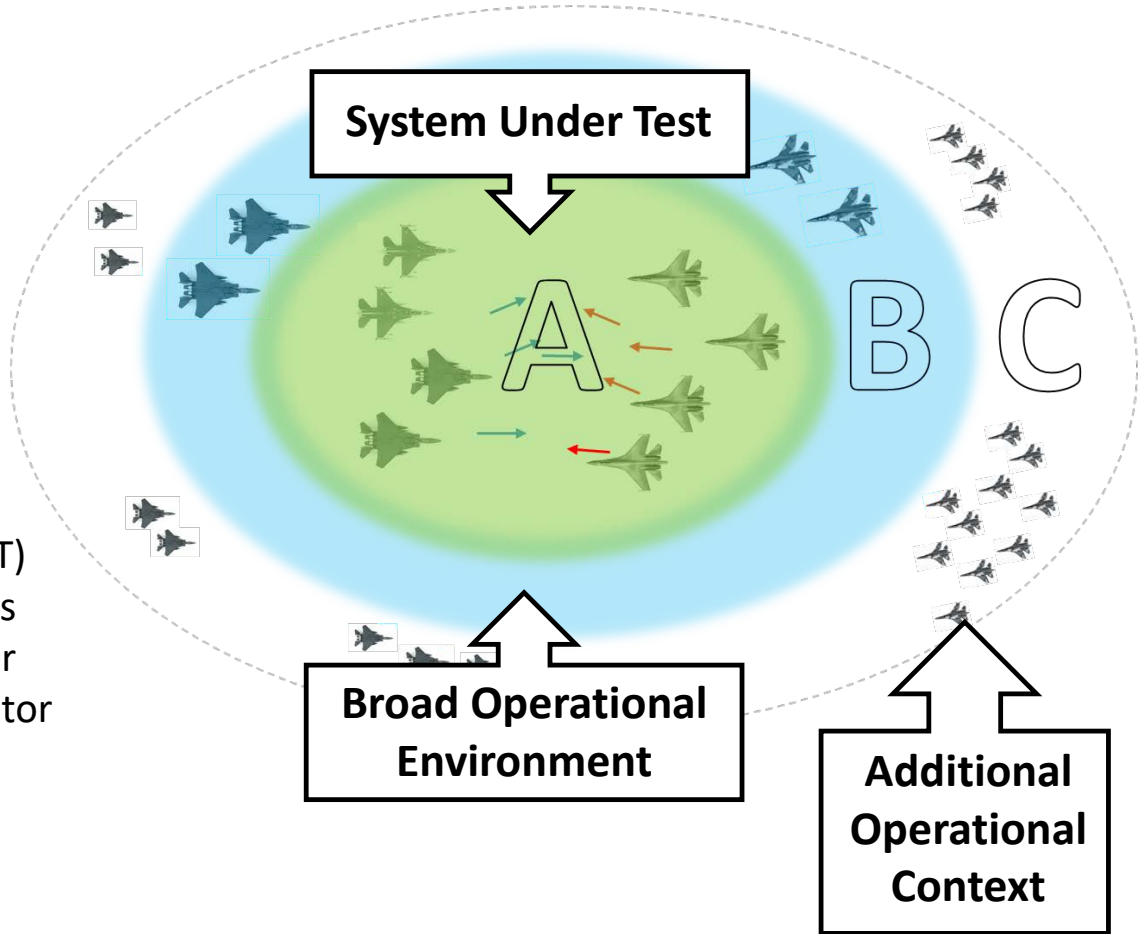 System Under Test
A
B
C
T)
s
r
tor
Broad Operational
Environment
Additional
Operational
Context